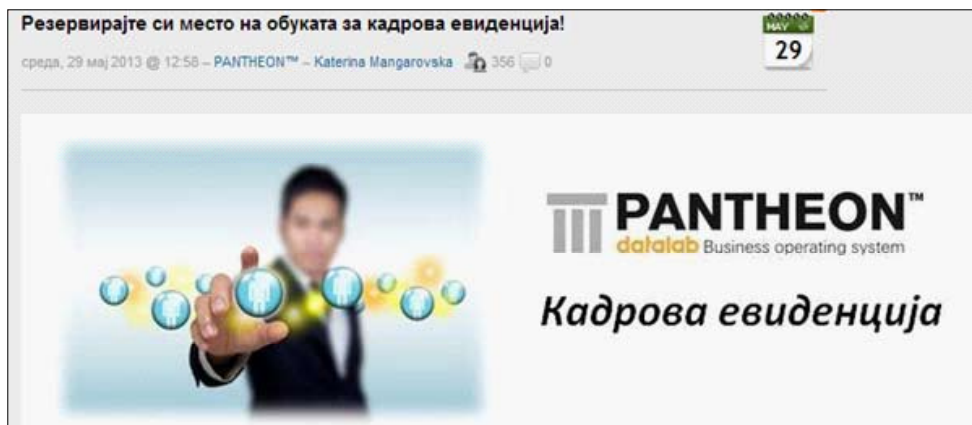 Резервирајте си место на обуката за кадрова евиденција!
среда, 29 мај 2013 @ 12:58 – PANTHEON™ – Katerina Mangarovska 356 0
MAY
29
PANTHEON™
datalab Business operating system
Кадрова евиденција